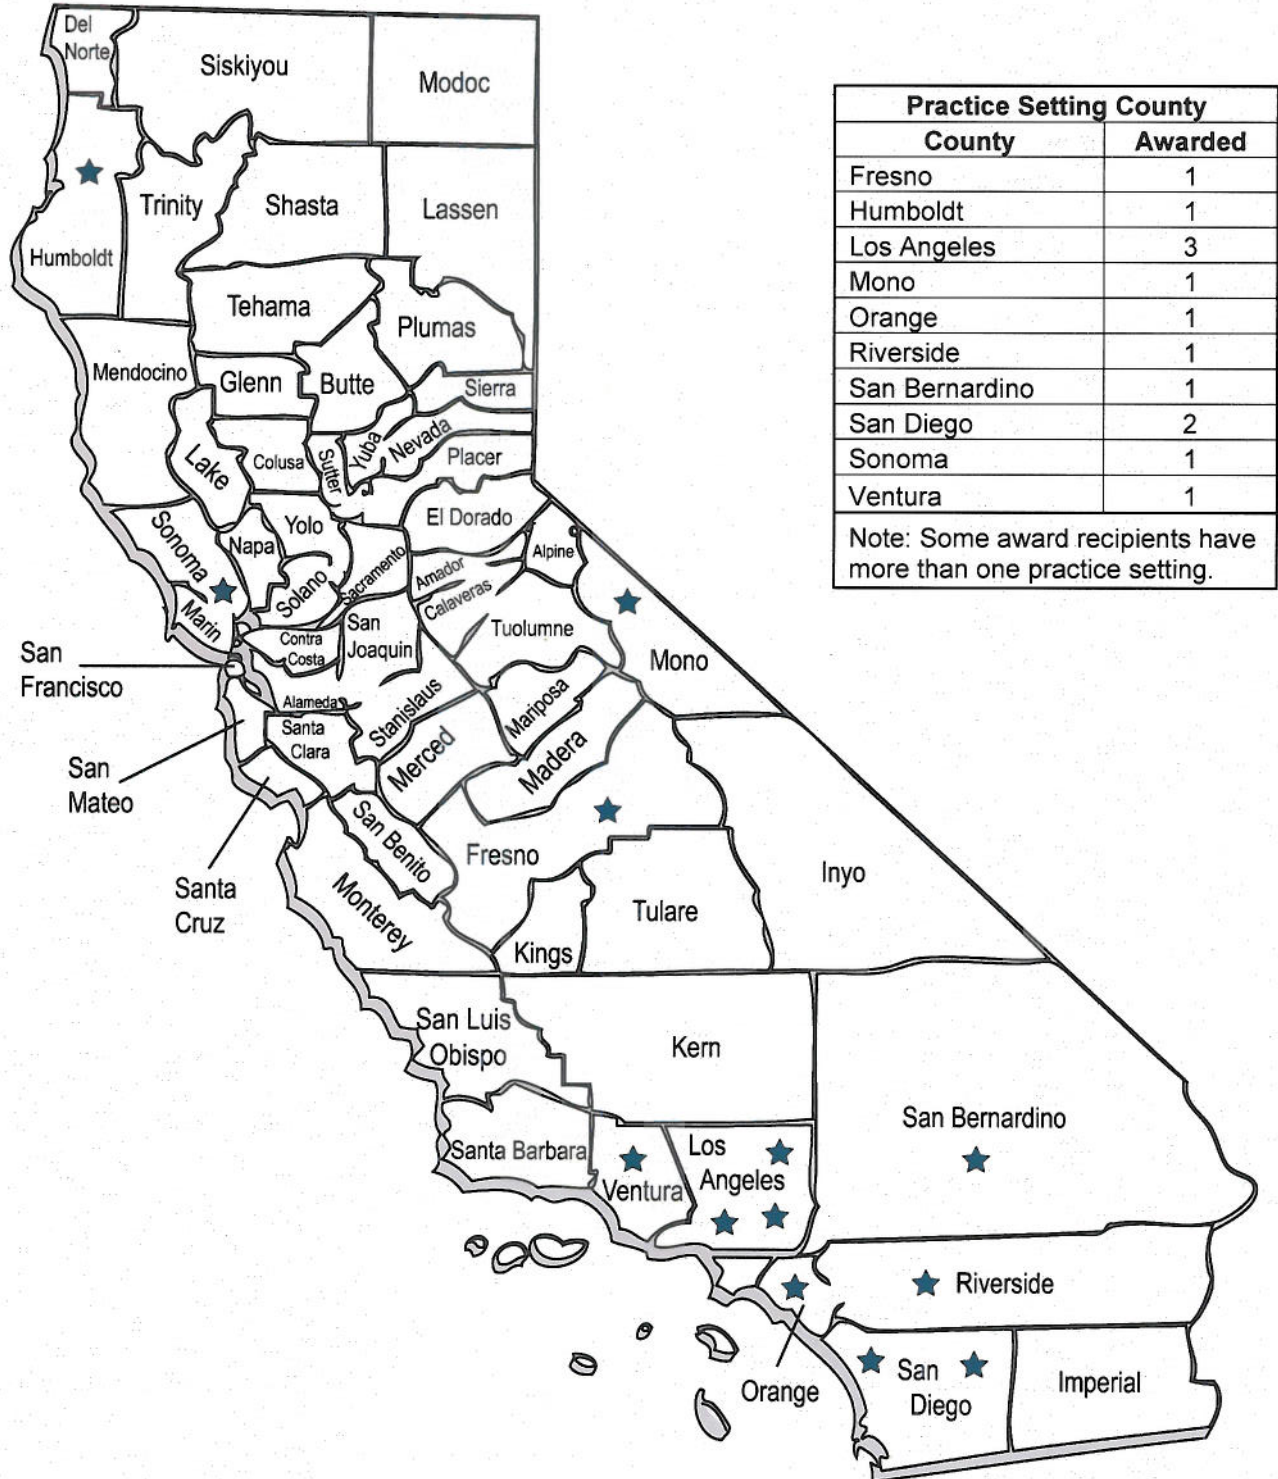 Del
Norte
Siskiyou
Modoc
Humboldt
Trinity
Shasta
Lassen
Tehama
Plumas
Mendocino
Glenn
Butte
Sierra
Lake
Colusa
Sutter
Yuba
Nevada
Placer
Sonoma
Napa
Yolo
El Dorado
Solano
Sacramento
Amador
Alpine
Marin
Calaveras
Contra
Costa
San
Joaquin
Tuolumne
Mono
San
Francisco
Alameda
Stanislaus
Mariposa
Santa
Clara
San
Mateo
Merced
Madera
San Benito
Fresno
Santa
Cruz
Monterey
Kings
Tulare
Inyo
San Luis
Obispo
Kern
San Bernardino
Santa Barbara
Ventura
Los
Angeles
Riverside
Orange
San
Diego
Imperial
Practice Setting County
County Awarded
Fresno 1
Humboldt 1
Los Angeles 3
Mono 1
Orange 1
Riverside 1
San Bernardino 1
San Diego 2
Sonoma 1
Ventura 1
Note: Some award recipients have
more than one practice setting.